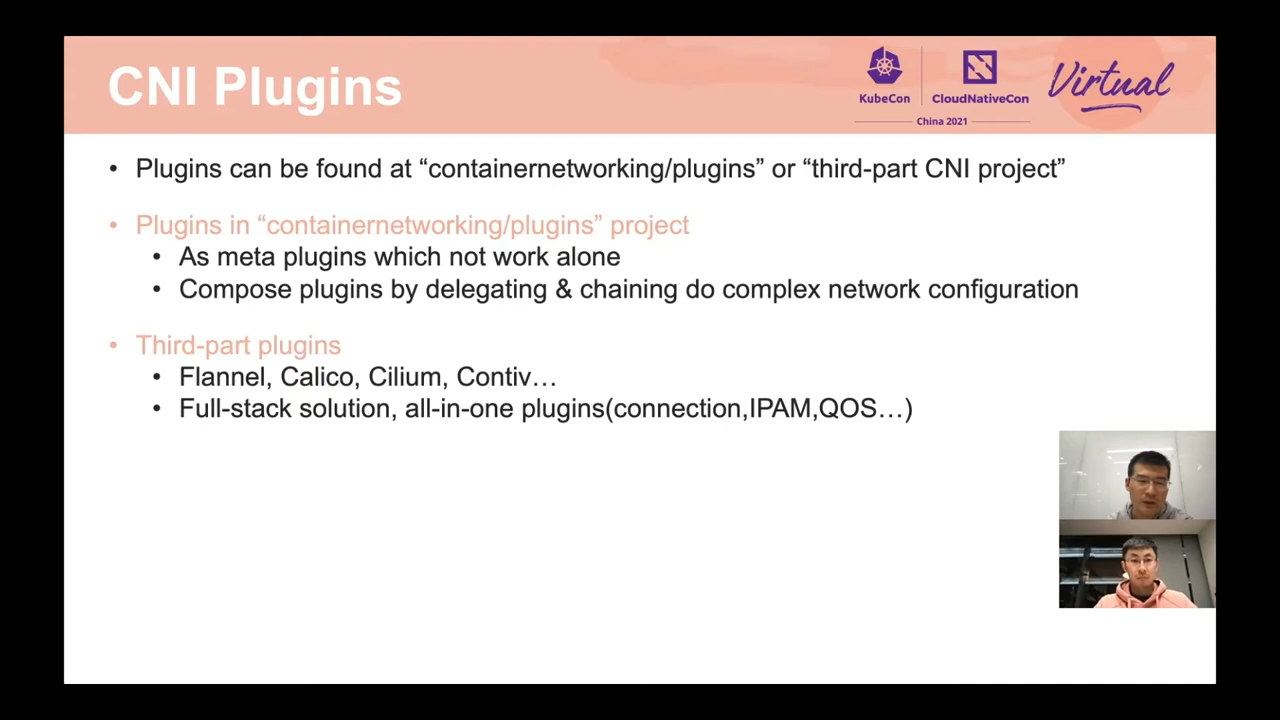 CNI Plugins
KubeCon
CloudNativeCon
China 2021
Virtual
• Plugins can be found at “containernetworking/plugins” or “third-part CNI project”
• Plugins in “containernetworking/plugins” project
• As meta plugins which not work alone
• Compose plugins by delegating & chaining do complex network configuration
• Third-part plugins
• Flannel, Calico, Cilium, Contiv…
• Full-stack solution, all-in-one plugins(connection,IPAM,QOS…)